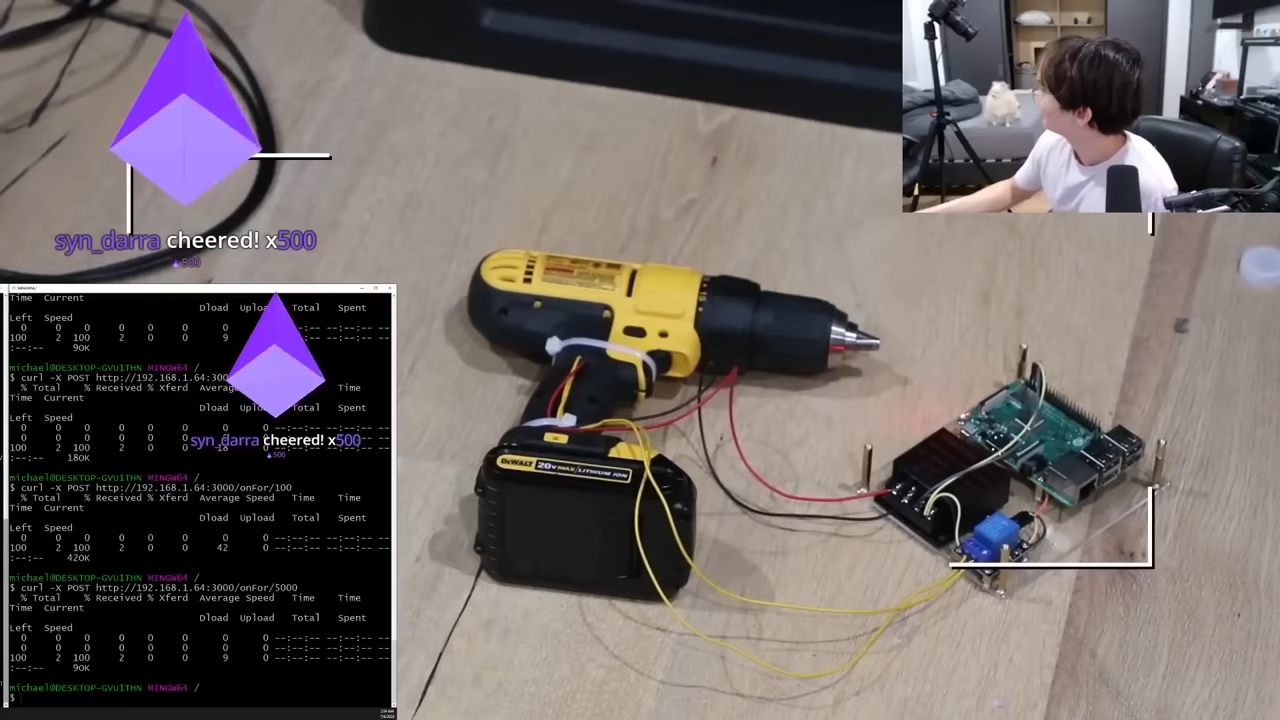 syn_darra cheered! x500
500
Time Current
Dload Upload Total Spent
Left Speed
0 0 0 0 0 0 0 --:--:-- --:--:-- --
100 2 100 2 0 0 9
:--:-- 90K
michael@DESKTOP-GVU1THN MINGW64 /
$ curl -X POST http://192.168.1.64:300
% Total % Received % Xferd Average Time
Time Current
Dload Total Spent
Left Speed
syn_darra cheered! x500
500
100 2 100 2 0 0 18
:--:-- 180K
michael@DESKTOP-GVU1THN MINGW64 /
$ curl -X POST http://192.168.1.64:3000/onFor/100
% Total % Received % Xferd Average Speed Time Time
Time Current
Dload Upload Total Spent
Left Speed
0 0 0 0 0 0 0 --:--:-- --:--:-- --
100 2 100 2 0 0 42 0 --:--:-- --:--:-- --
:--:-- 420K
michael@DESKTOP-GVU1THN MINGW64 /
$ curl -X POST http://192.168.1.64:3000/onFor/5000
% Total % Received % Xferd Average Speed Time Time
Time Current
Dload Upload Total Spent
Left Speed
0 0 0 0 0 0 0 --:--:-- --:--:-- --
0 0 0 0 0 0 0 --:--:-- --:--:-- --
100 2 100 2 0 0 9 0 --:--:-- --:--:-- --
:--:-- 90K
michael@DESKTOP-GVU1THN MINGW64 /
$
DEWALT 20V MAX/LITHIUM ION